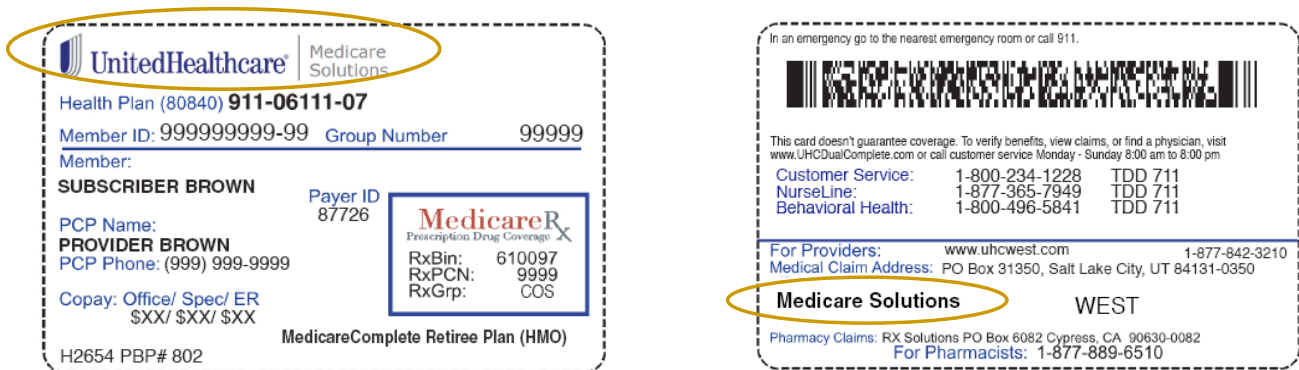 UnitedHealthcare® Medicare
Solutions
Health Plan (80840) 911-06111-07
Member ID: 999999999-99 Group Number 99999
Member:
SUBSCRIBER BROWN
Payer ID
87726
PCP Name:
PROVIDER BROWN
PCP Phone: (999) 999-9999
MedicareRx
Prescription Drug Coverage
RxBin: 610097
RxPCN: 9999
RxGrp: COS
Copay: Office/ Spec/ ER
$XX/ $XX/ $XX
MedicareComplete Retiree Plan (HMO)
H2654 PBP# 802
In an emergency go to the nearest emergency room or call 911.
This card doesn't guarantee coverage. To verify benefits, view claims, or find a physician, visit
www.UHCDualComplete.com or call customer service Monday - Sunday 8:00 am to 8:00 pm
Customer Service: 1-800-234-1228 TDD 711
NurseLine: 1-877-365-7949 TDD 711
Behavioral Health: 1-800-496-5841 TDD 711
For Providers: www.uhcwest.com 1-877-842-3210
Medical Claim Address: PO Box 31350, Salt Lake City, UT 84131-0350
Medicare Solutions WEST
Pharmacy Claims: RX Solutions PO Box 6082 Cypress, CA 90630-0082
For Pharmacists: 1-877-889-6510